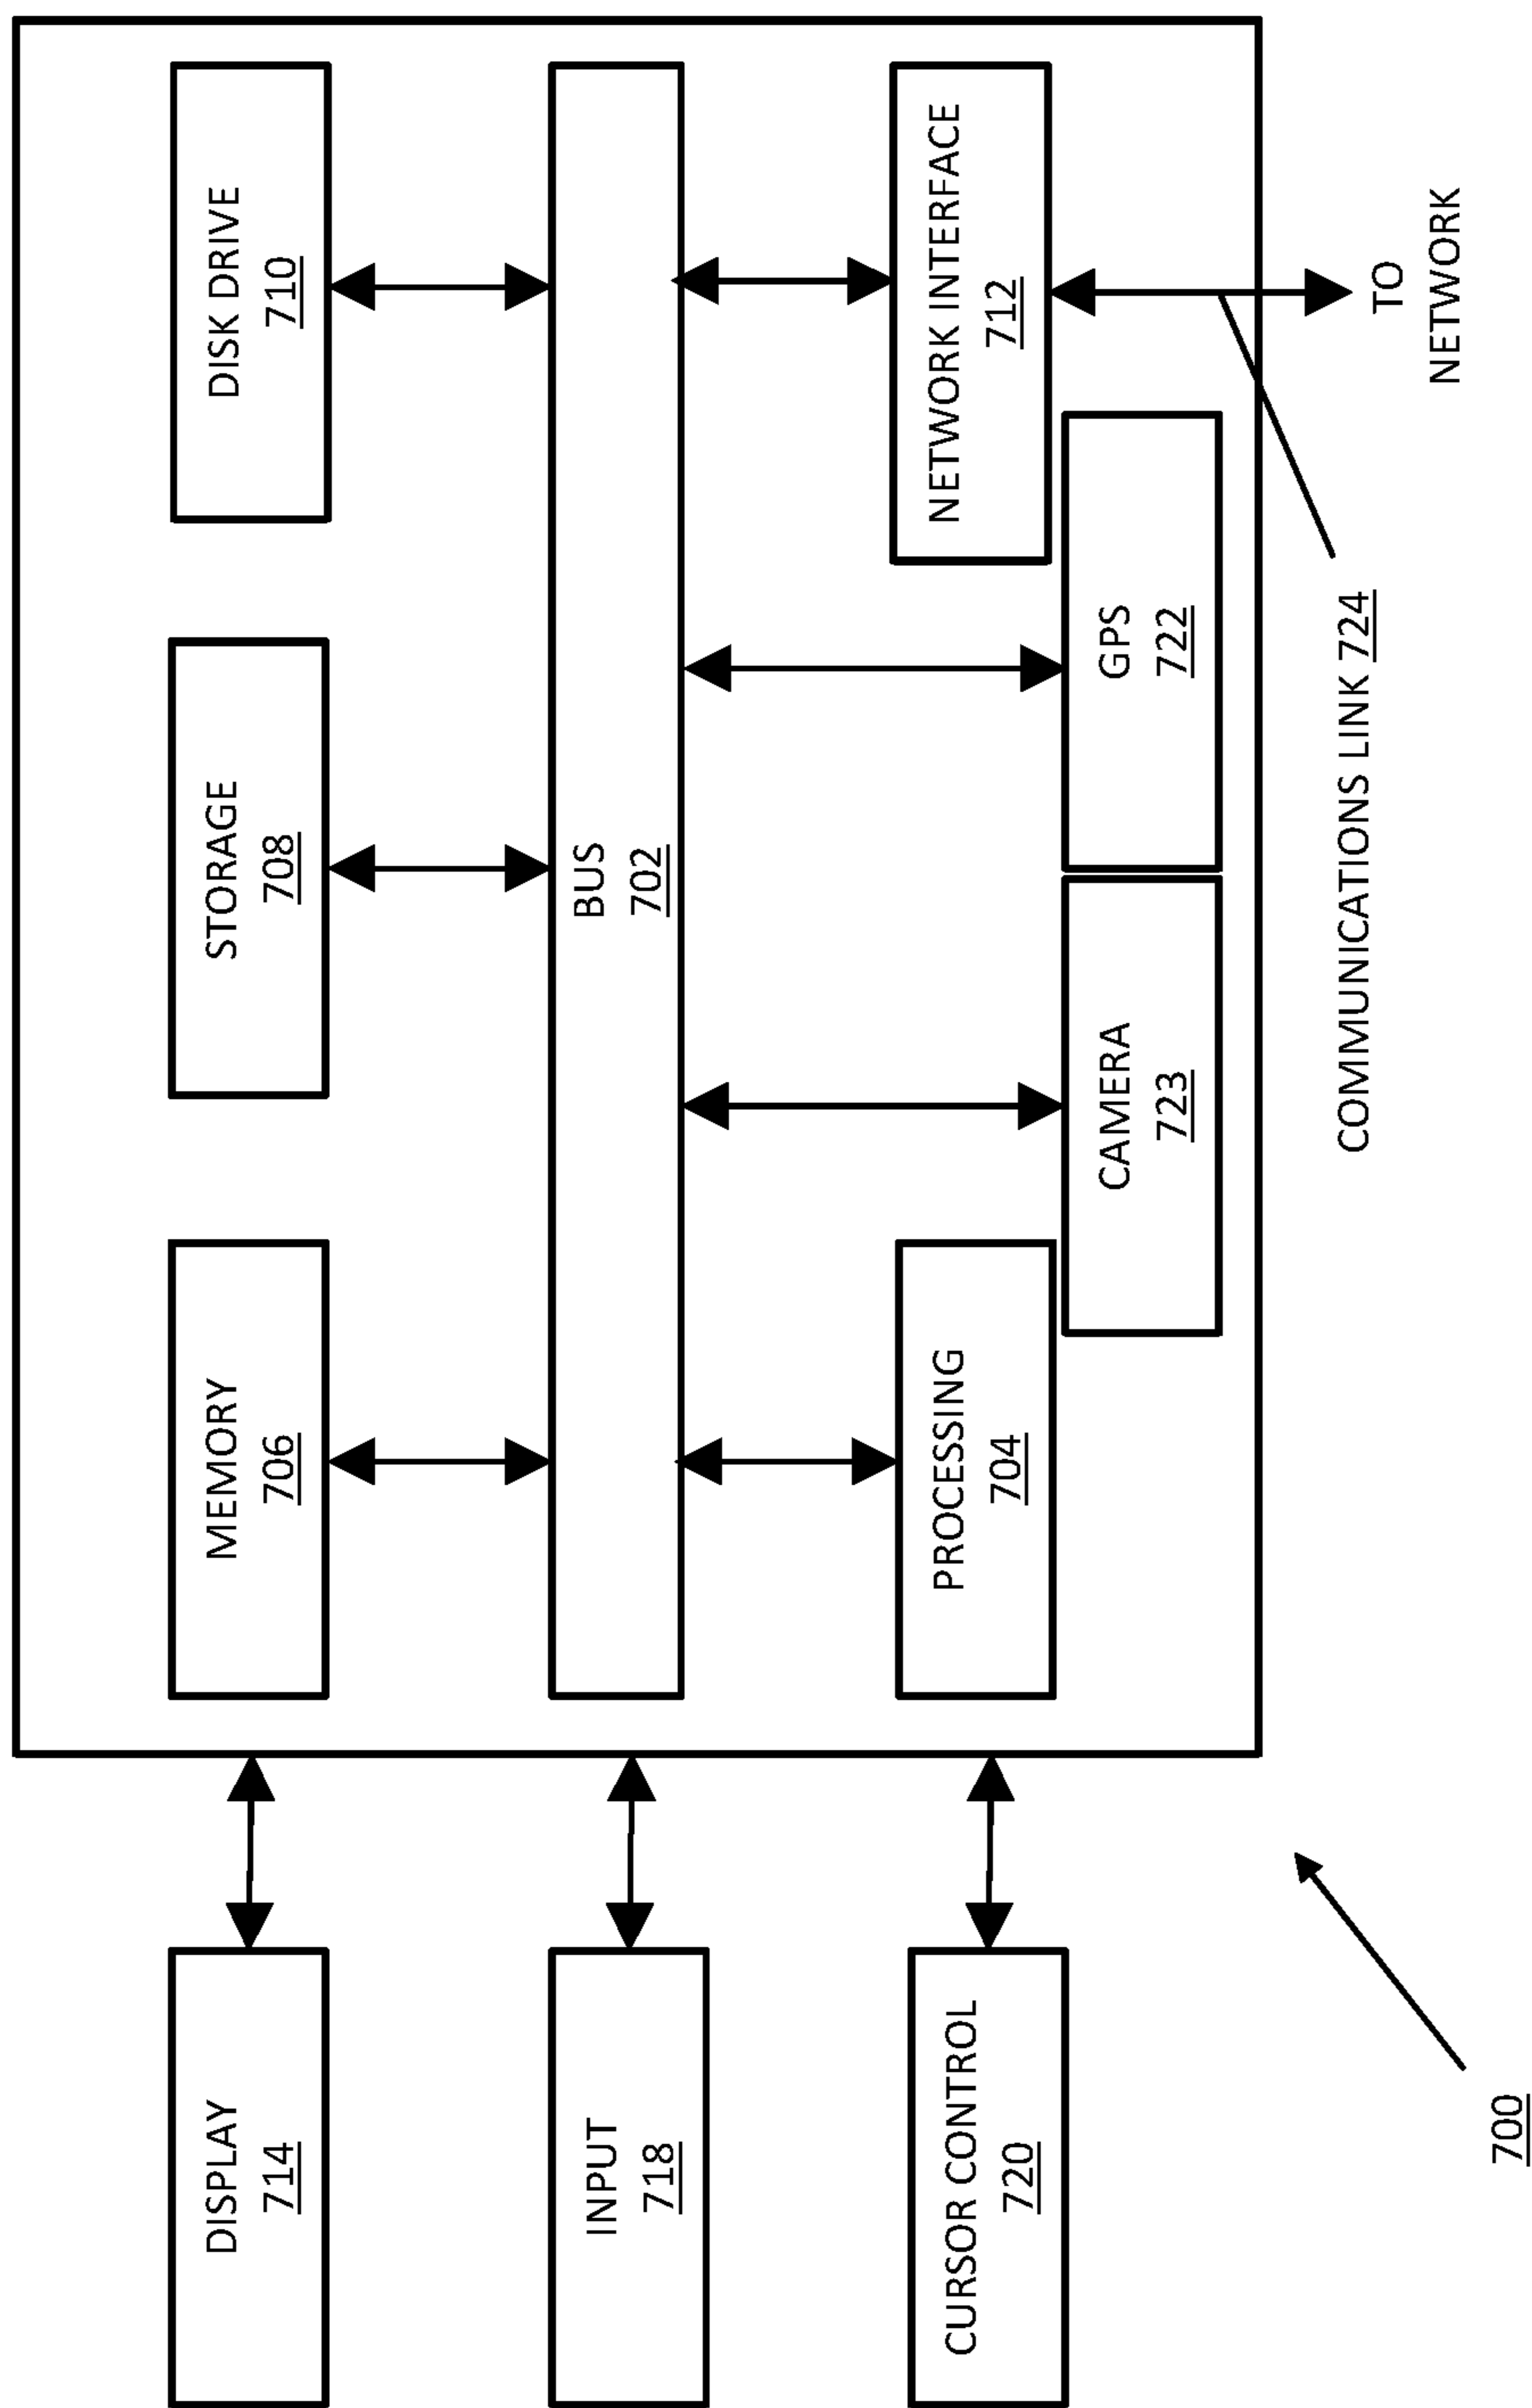 DISPLAY
714
INPUT
718
CURSOR CONTROL
720
MEMORY
706
STORAGE
708
DISK DRIVE
710
BUS
702
PROCESSING
704
CAMERA
723
GPS
722
NETWORK INTERFACE
712
COMMUNICATIONS LINK 724
TO
NETWORK
700